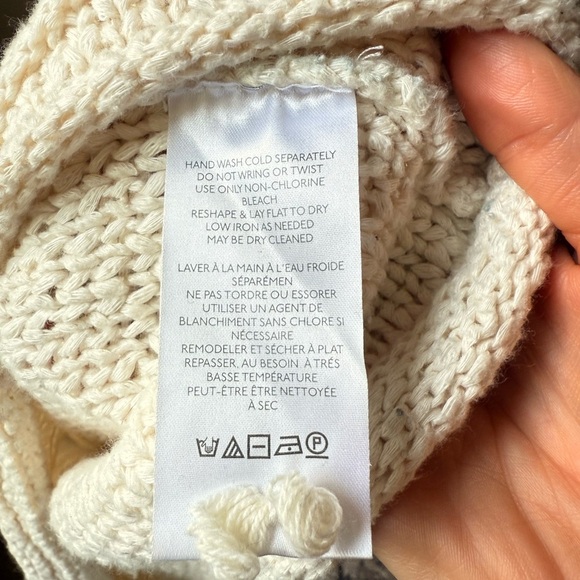 HAND WASH COLD SEPARATELY
DO NOT WRING OR TWIST
USE ONLY NON-CHLORINE
BLEACH
RESHAPE & LAY FLAT TO DRY
LOW IRON AS NEEDED
MAY BE DRY CLEANED
LAVER À LA MAIN À L'EAU FROIDE
SÉPARÉMEN
NE PAS TORDRE OU ESSORER
UTILISER UN AGENT DE
BLANCHIMENT SANS CHLORE SI
NÉCESSAIRE
REMODELER ET SÉCHER À PLAT
REPASSER, AU BESOIN, À TRÉS
BASSE TEMPÉRATURE
PEUT-ÊTRE ÊTRE NETTOYÉE
À SEC
P